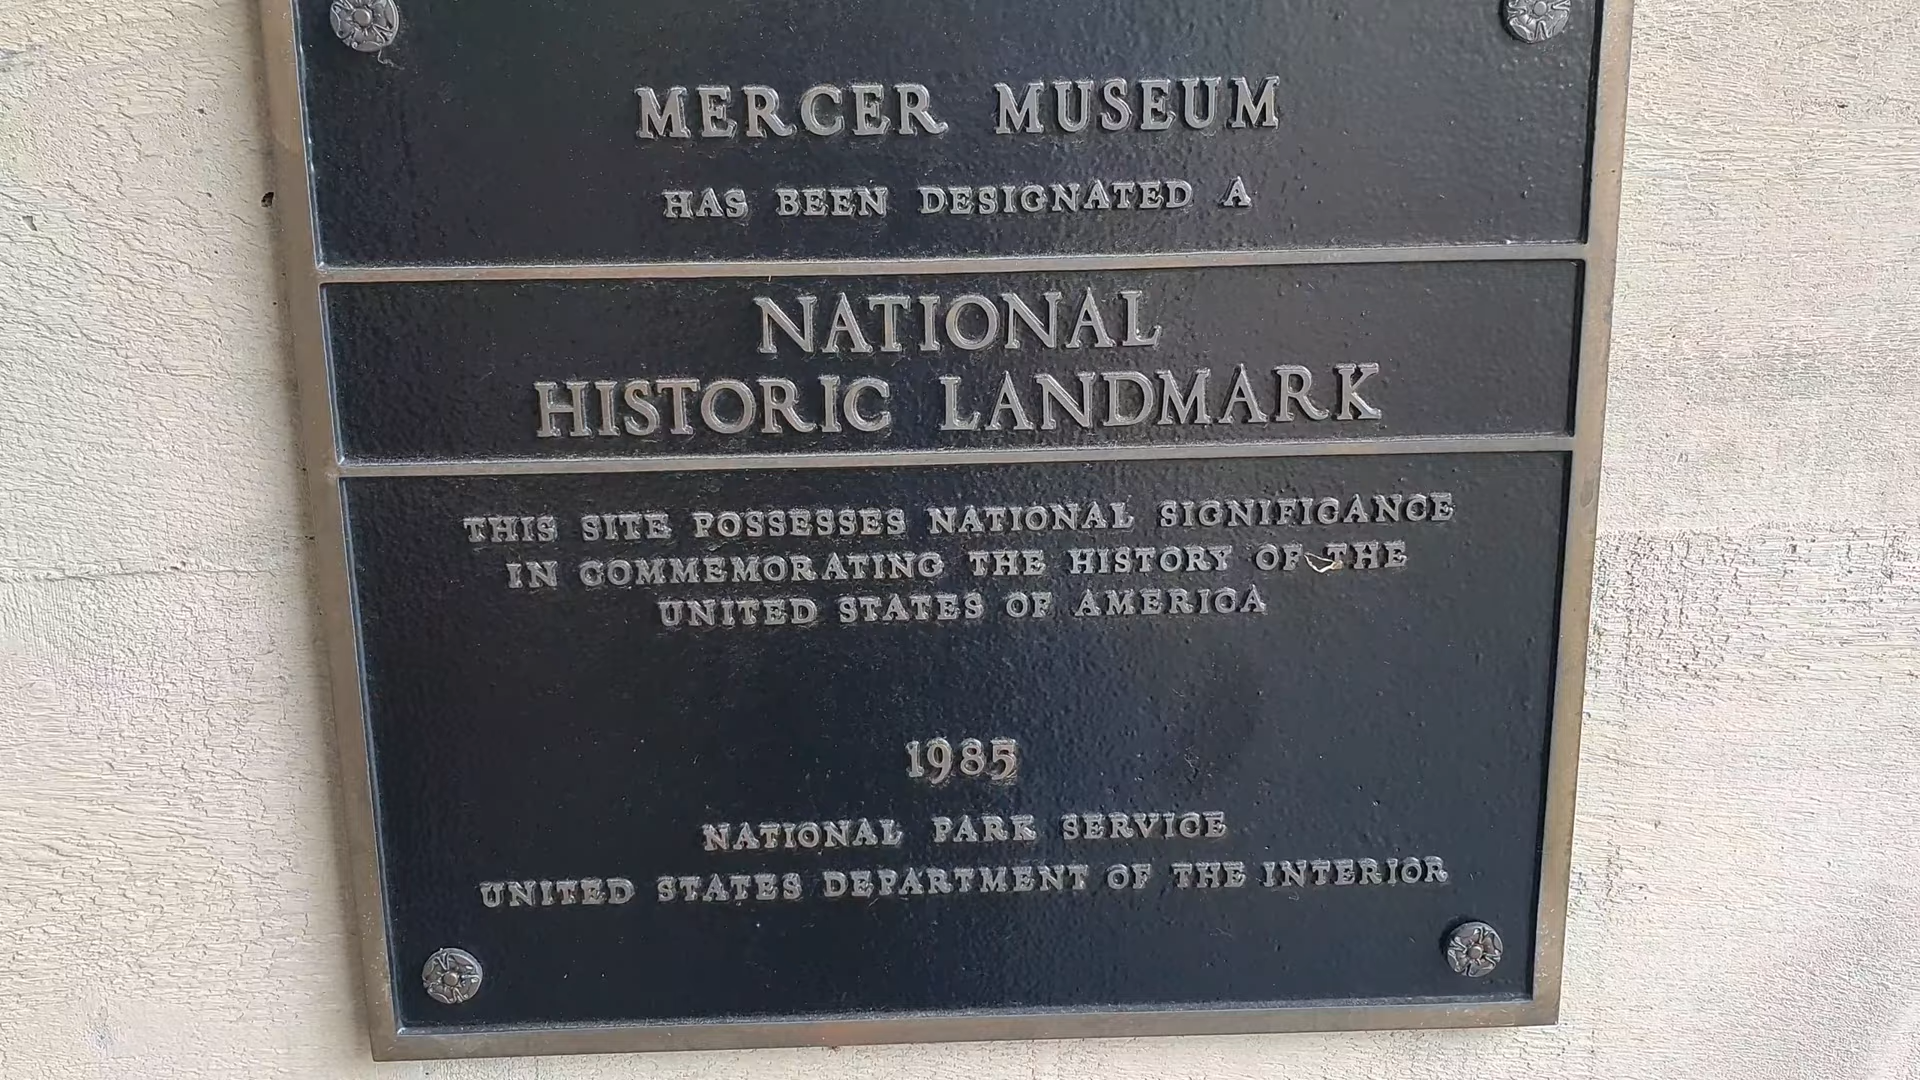 MERCER MUSEUM
HAS BEEN DESIGNATED A
NATIONAL
HISTORIC LANDMARK
THIS SITE POSSESSES NATIONAL SIGNIFICANCE
IN COMMEMORATING THE HISTORY OF THE
UNITED STATES OF AMERICA
1985
NATIONAL PARK SERVICE
UNITED STATES DEPARTMENT OF THE INTERIOR